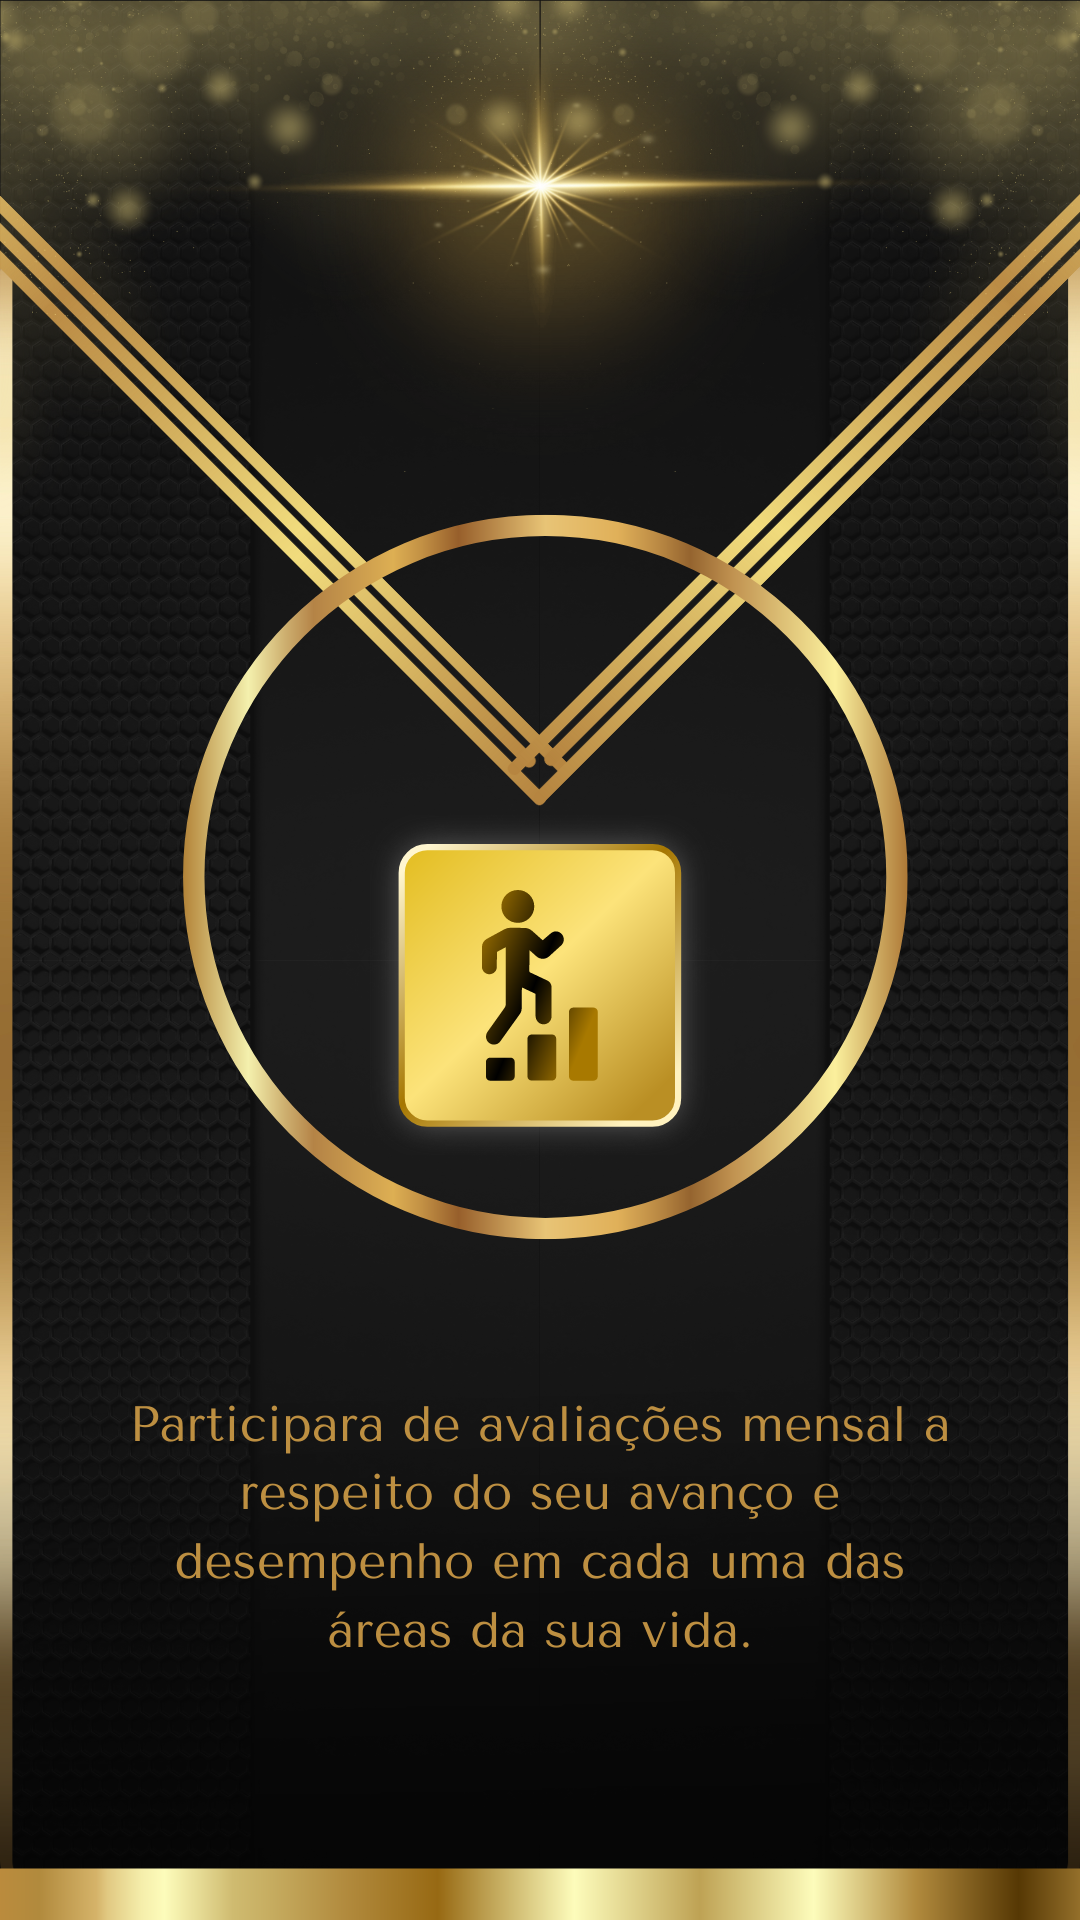 Participara de avaliações mensal a
respeito do seu avanço e
desempenho em cada uma das
áreas da sua vida.